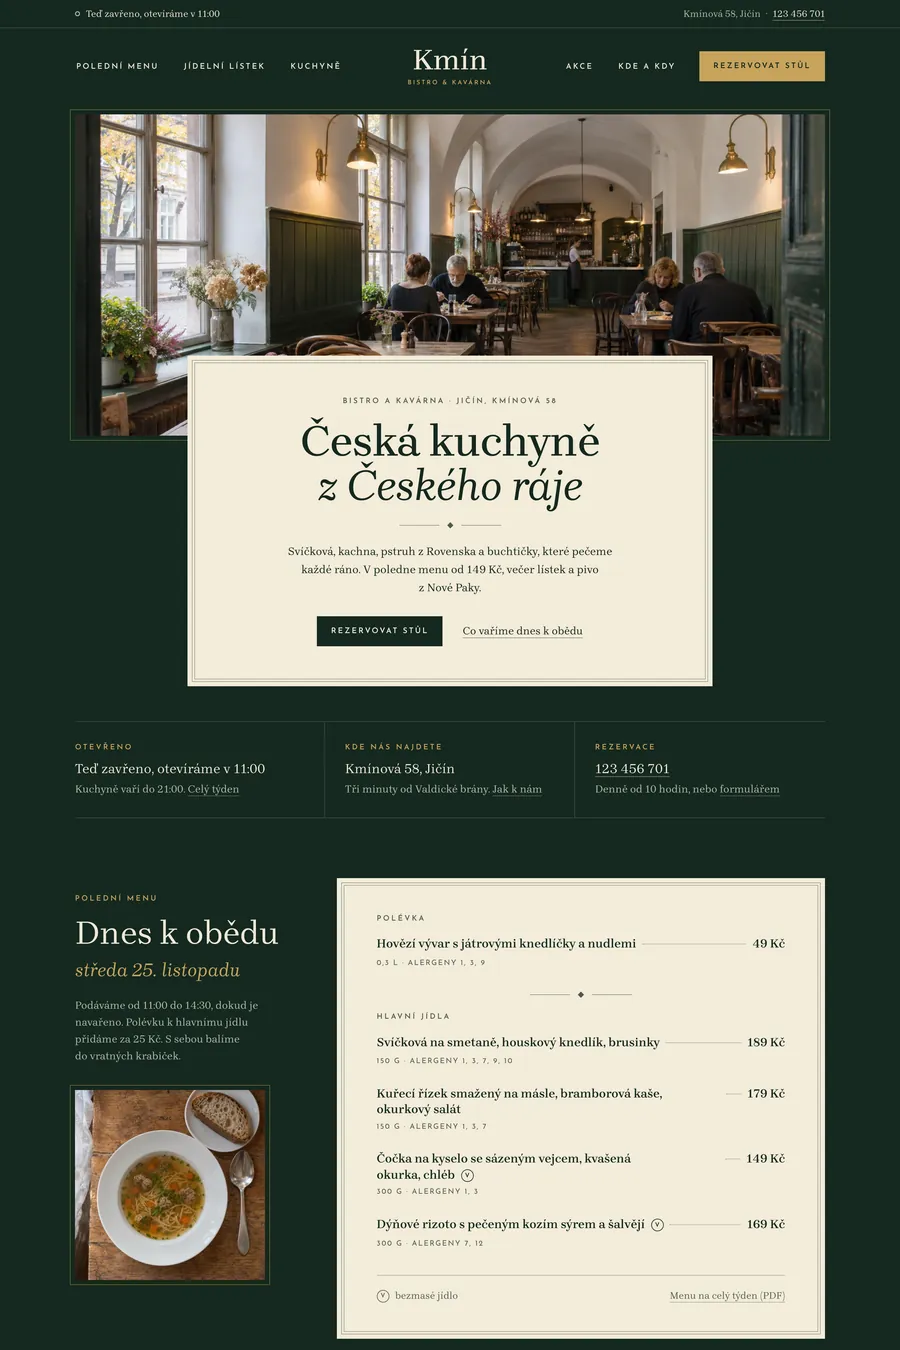 Teď zavřeno, otevíráme v 11:00
Kmínová 58, Jičín · 123 456 701
POLEDNÍ MENU
JÍDELNÍ LÍSTEK
KUCHYNĚ
Kmín
BISTRO & KAVÁRNA
AKCE
KDE A KDY
REZERVOVAT STŮL
BISTRO A KAVÁRNA · JIČÍN, KMÍNOVÁ 58
Česká kuchyně
z Českého ráje
Svíčková, kachna, pstruh z Rovenska a buchtičky, které pečeme
každé ráno. V poledne menu od 149 Kč, večer lístek a pivo
z Nové Paky.
REZERVOVAT STŮL
Co vaříme dnes k obědu
OTEVŘENO
Teď zavřeno, otevíráme v 11:00
Kuchyně vaří do 21:00. Celý týden
KDE NÁS NAJDETE
Kmínová 58, Jičín
Tři minuty od Valdické brány. Jak k nám
REZERVACE
123 456 701
Denně od 10 hodin, nebo formulářem
POLEDNÍ MENU
Dnes k obědu
středa 25. listopadu
Podáváme od 11:00 do 14:30, dokud je
navařeno. Polévku k hlavnímu jídlu
přidáme za 25 Kč. S sebou balíme
do vratných krabiček.
POLÉVKA
Hovězí vývar s játrovými knedlíčky a nudlemi 49 Kč
0,3 L · ALERGENY 1, 3, 9
HLAVNÍ JÍDLA
Svíčková na smetaně, houskový knedlík, brusinky 189 Kč
150 G · ALERGENY 1, 3, 7, 9, 10
Kuřecí řízek smažený na másle, bramborová kaše, 179 Kč
okurkový salát
150 G · ALERGENY 1, 3, 7
Čočka na kyselo se sázeným vejcem, kvašená 149 Kč
okurka, chléb V
300 G · ALERGENY 1, 3
Dýňové rizoto s pečeným kozím sýrem a šalvějí V 169 Kč
300 G · ALERGENY 7, 12
V bezmasé jídlo
Menu na celý týden (PDF)